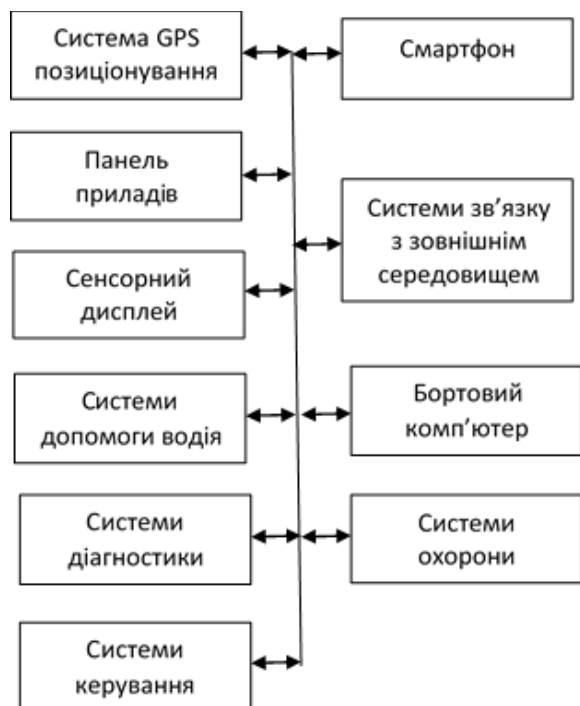 Система GPS
позиціонування
Смартфон
Панель
приладів
Системи зв’язку
з зовнішнім
середовищем
Сенсорний
дисплей
Системи
допомоги водія
Бортовий
комп’ютер
Системи
діагностики
Системи
охорони
Системи
керування